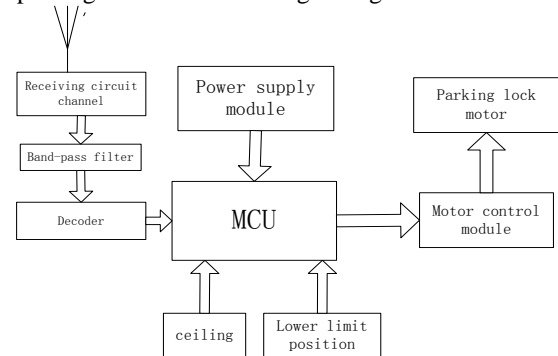 Receiving circuit
channel
Band-pass filter
Decoder
Power supply
module
MCU
ceiling
Lower limit
position
Parking lock
motor
Motor control
module